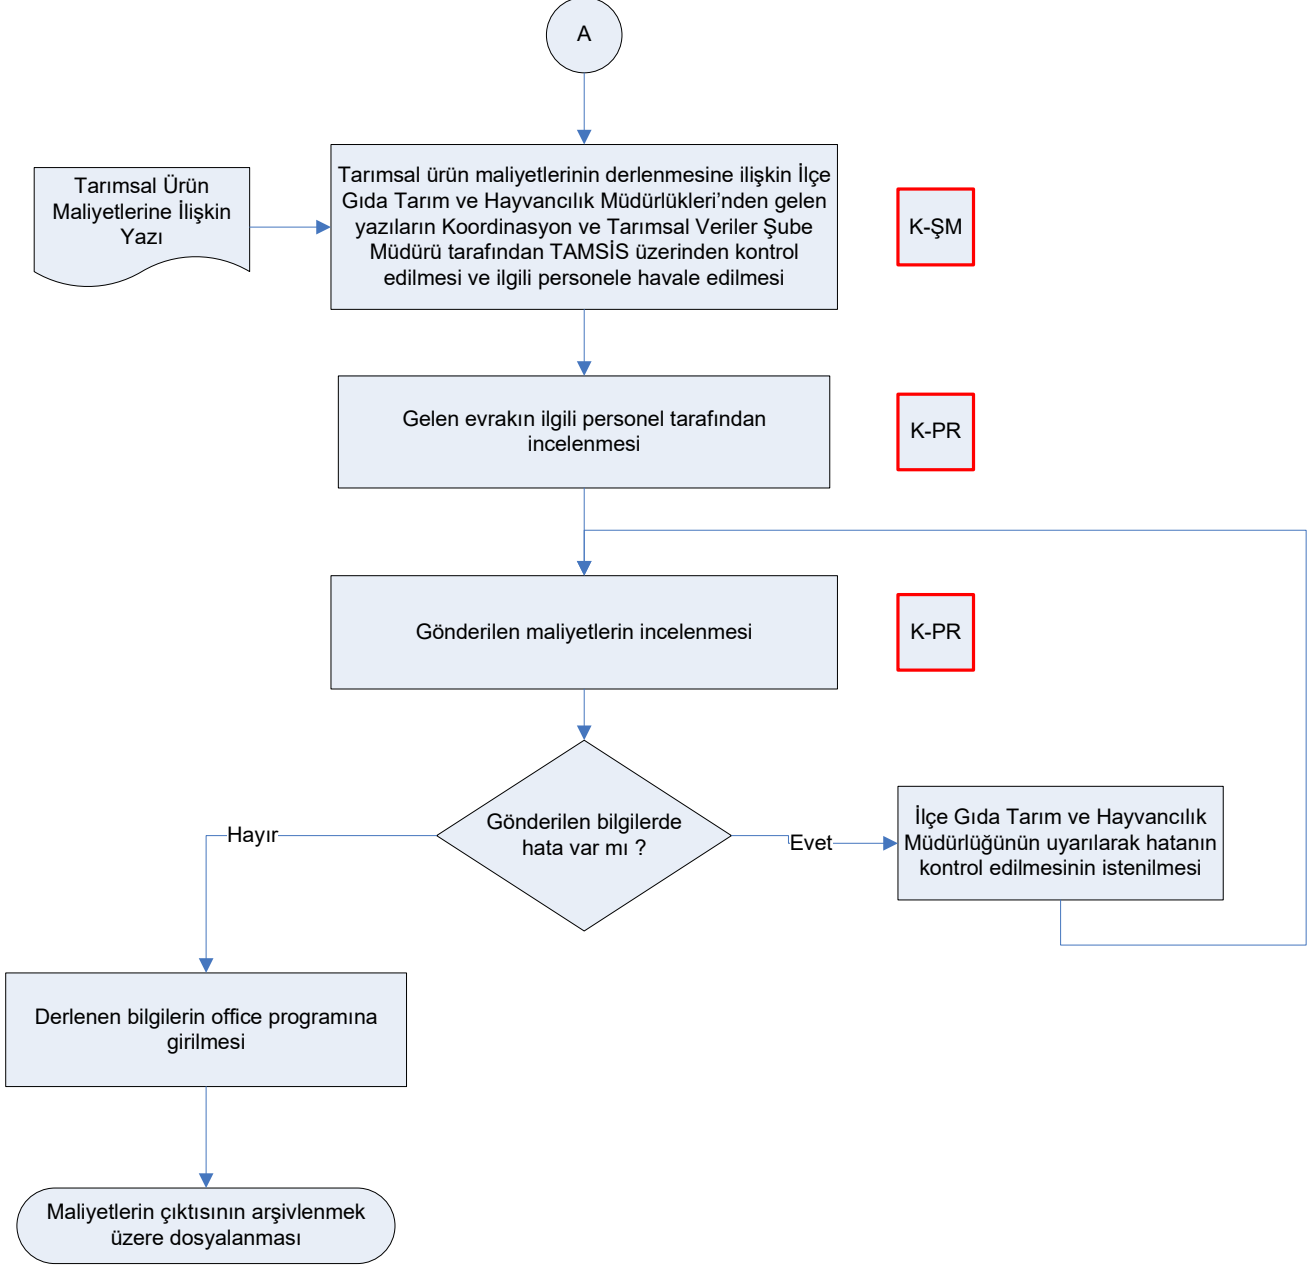 A
Tarımsal Ürün
Maliyetlerine İlişkin
Yazı
Tarımsal ürün maliyetlerinin derlenmesine ilişkin İlçe
Gıda Tarım ve Hayvancılık Müdürlükleri’nden gelen
yazıların Koordinasyon ve Tarımsal Veriler Şube
Müdürü tarafından TAMSİS üzerinden kontrol
edilmesi ve ilgili personele havale edilmesi
K-ŞM
Gelen evrakın ilgili personel tarafından
incelenmesi
K-PR
Gönderilen maliyetlerin incelenmesi
K-PR
Gönderilen bilgilerde
hata var mı ?
Hayır
Evet
İlçe Gıda Tarım ve Hayvancılık
Müdürlüğünün uyarılarak hatanın
kontrol edilmesinin istenilmesi
Derlenen bilgilerin office programına
girilmesi
Maliyetlerin çıktısının arşivlenmek
üzere dosyalanması